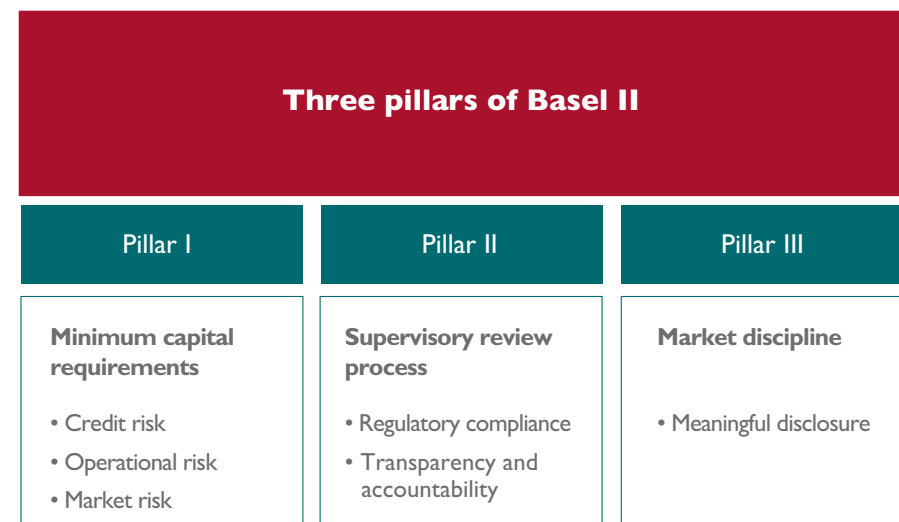 Three pillars of Basel II
Pillar I
Pillar II
Pillar III
Minimum capital
requirements
• Credit risk
• Operational risk
• Market risk
Supervisory review
process
• Regulatory compliance
• Transparency and
accountability
Market discipline
• Meaningful disclosure